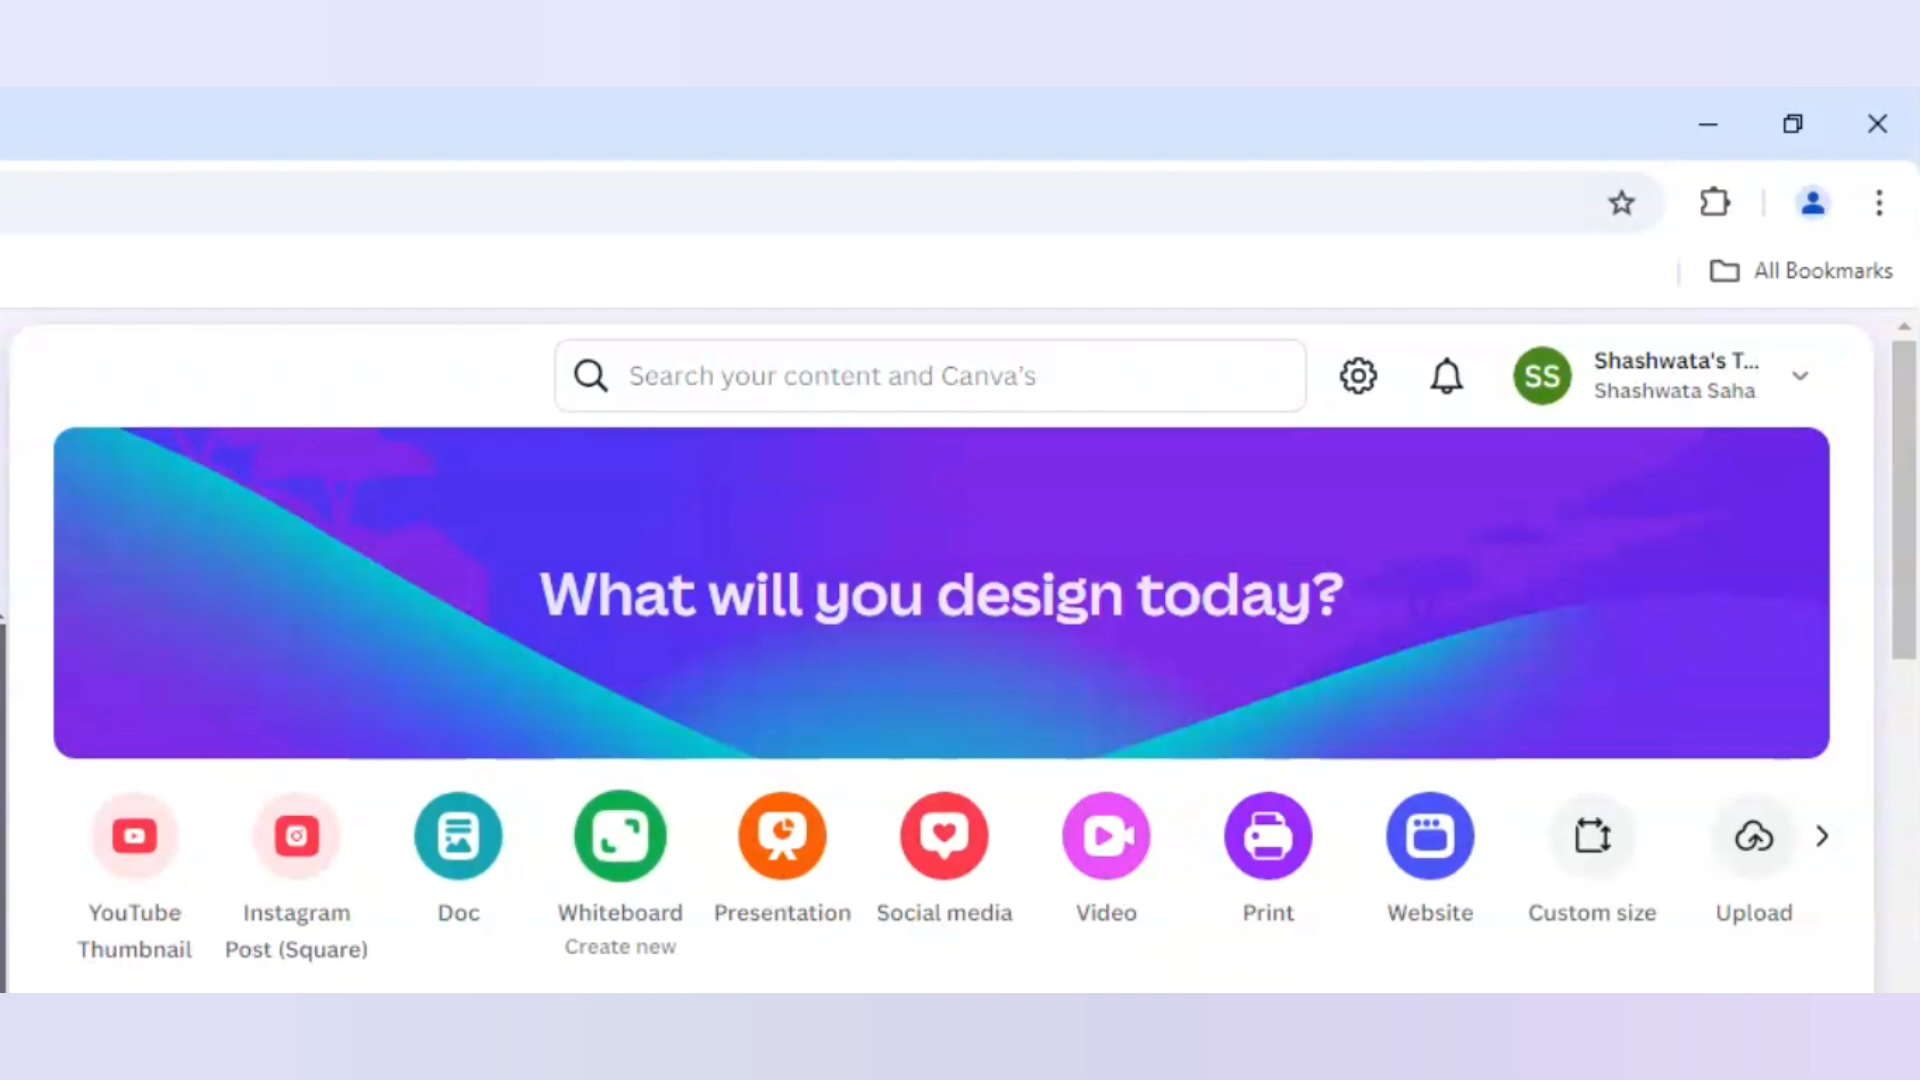 All Bookmarks
Search your content and Canva's
SS
Shashwata's T...
Shashwata Saha
What will you design today?
YouTube
Thumbnail
Instagram
Post (Square)
Doc
Whiteboard
Create new
Presentation
Social media
Video
Print
Website
Custom size
Upload